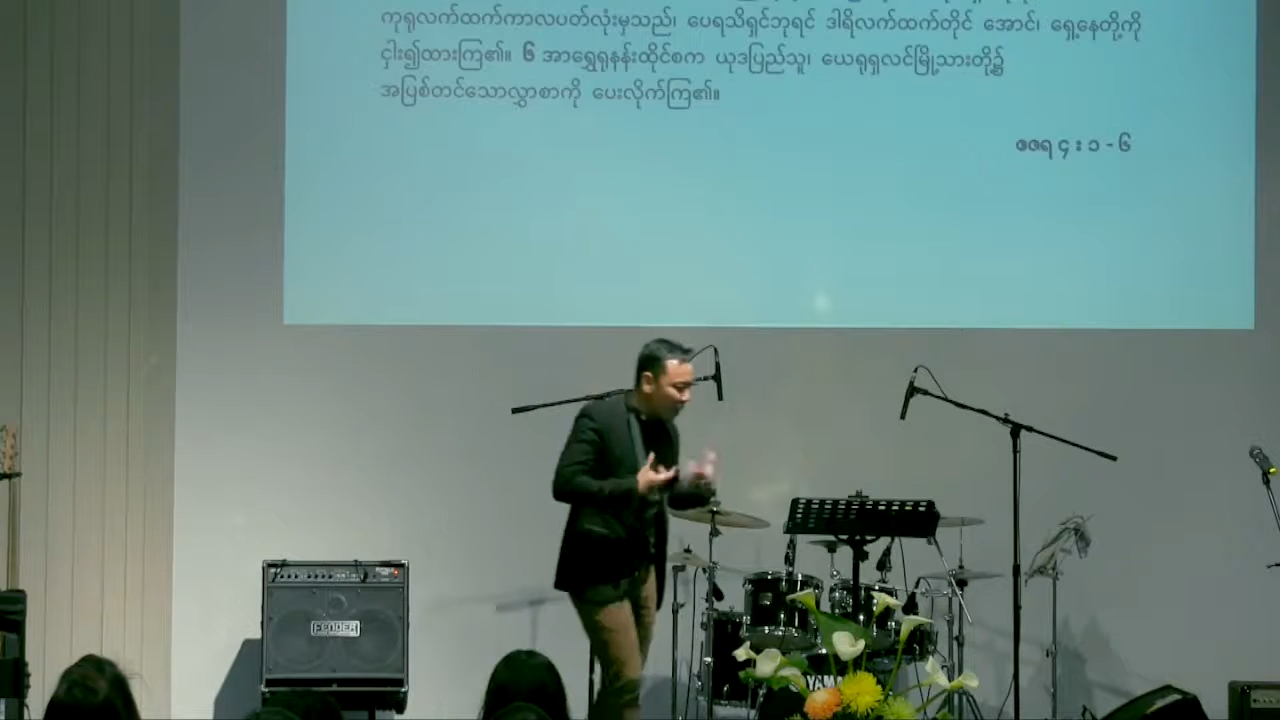 ကုရုလက်ထက်ကာလပတ်လုံးမှသည်၊ ပေရသိရှင်ဘုရင် ဒါရိလက်ထက်တိုင် အောင်၊ ရှေ့နေတို့ကို
ငှါး၍ထားကြ၏။ ၆ အာရွှေရုနန်းထိုင်စက ယုဒပြည်သူ၊ ယေရုရှလင်မြို့သားတို့၌
အပြစ်တင်သောလွှာစာကို ပေးလိုက်ကြ၏။
ဧဇရ ၄ : ၁ - ၆
FENDER
YAMA